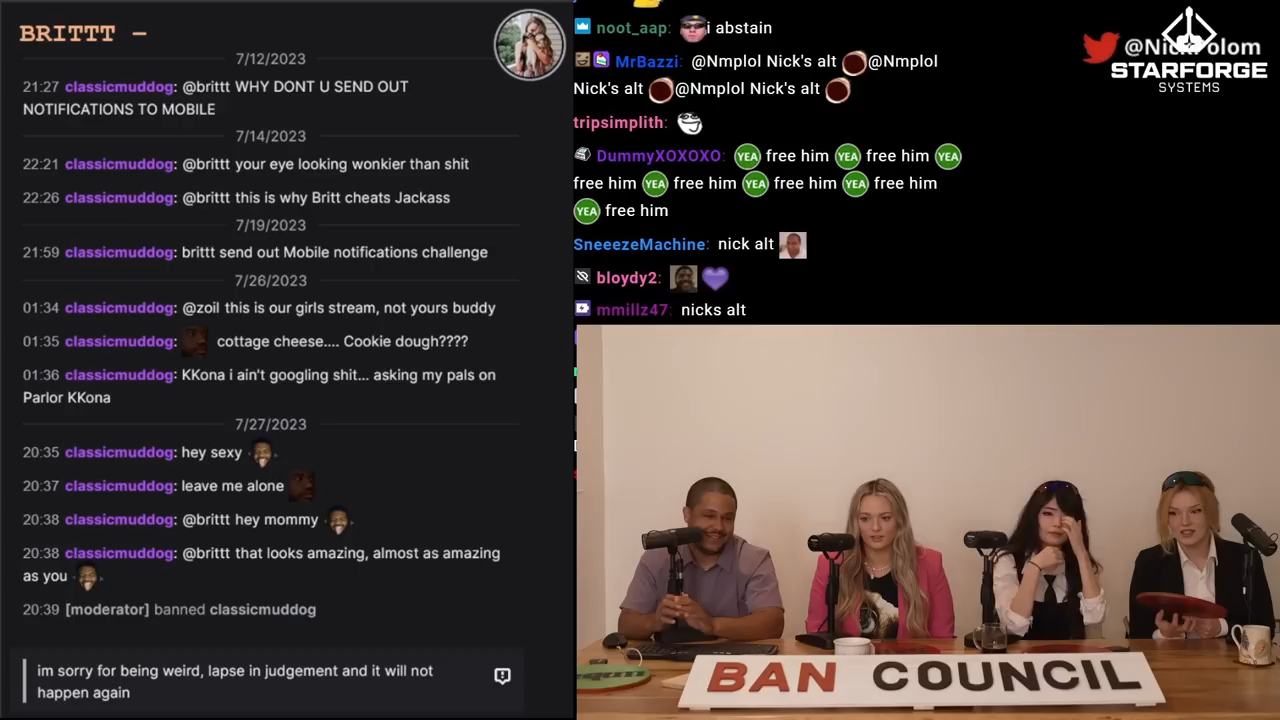 BRITTT -
7/12/2023
21:27 classicmuddog: @brittt WHY DONT U SEND OUT
NOTIFICATIONS TO MOBILE
7/14/2023
22:21 classicmuddog: @brittt your eye looking wonkier than shit
22:26 classicmuddog: @brittt this is why Britt cheats Jackass
7/19/2023
21:59 classicmuddog: brittt send out Mobile notifications challenge
7/26/2023
01:34 classicmuddog: @zoil this is our girls stream, not yours buddy
01:35 classicmuddog: cottage cheese.... Cookie dough????
01:36 classicmuddog: KKona i ain't googling shit... asking my pals on
Parlor KKona
7/27/2023
20:35 classicmuddog: hey sexy
20:37 classicmuddog: leave me alone
20:38 classicmuddog: @brittt hey mommy
20:38 classicmuddog: @brittt that looks amazing, almost as amazing
as you
20:39 [moderator] banned classicmuddog
im sorry for being weird, lapse in judgement and it will not
happen again
noot_aap: i abstain
MrBazzi: @Nmplol Nick's alt @Nmplol
Nick's alt @Nmplol Nick's alt
tripsimplith:
DummyXOXOXO: YEA free him YEA free him YEA
free him YEA free him YEA free him YEA free him
YEA free him
SneeezeMachine: nick alt
bloydy2:
mmillz47: nicks alt
STARFORGE
SYSTEMS
BAN COUNCIL